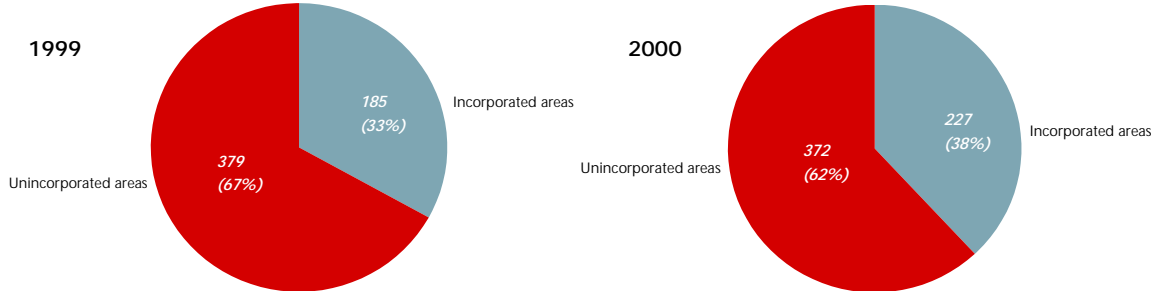 1999
185
(33%)
Incorporated areas
379
(67%)
Unincorporated areas
2000
227
(38%)
Incorporated areas
372
(62%)
Unincorporated areas